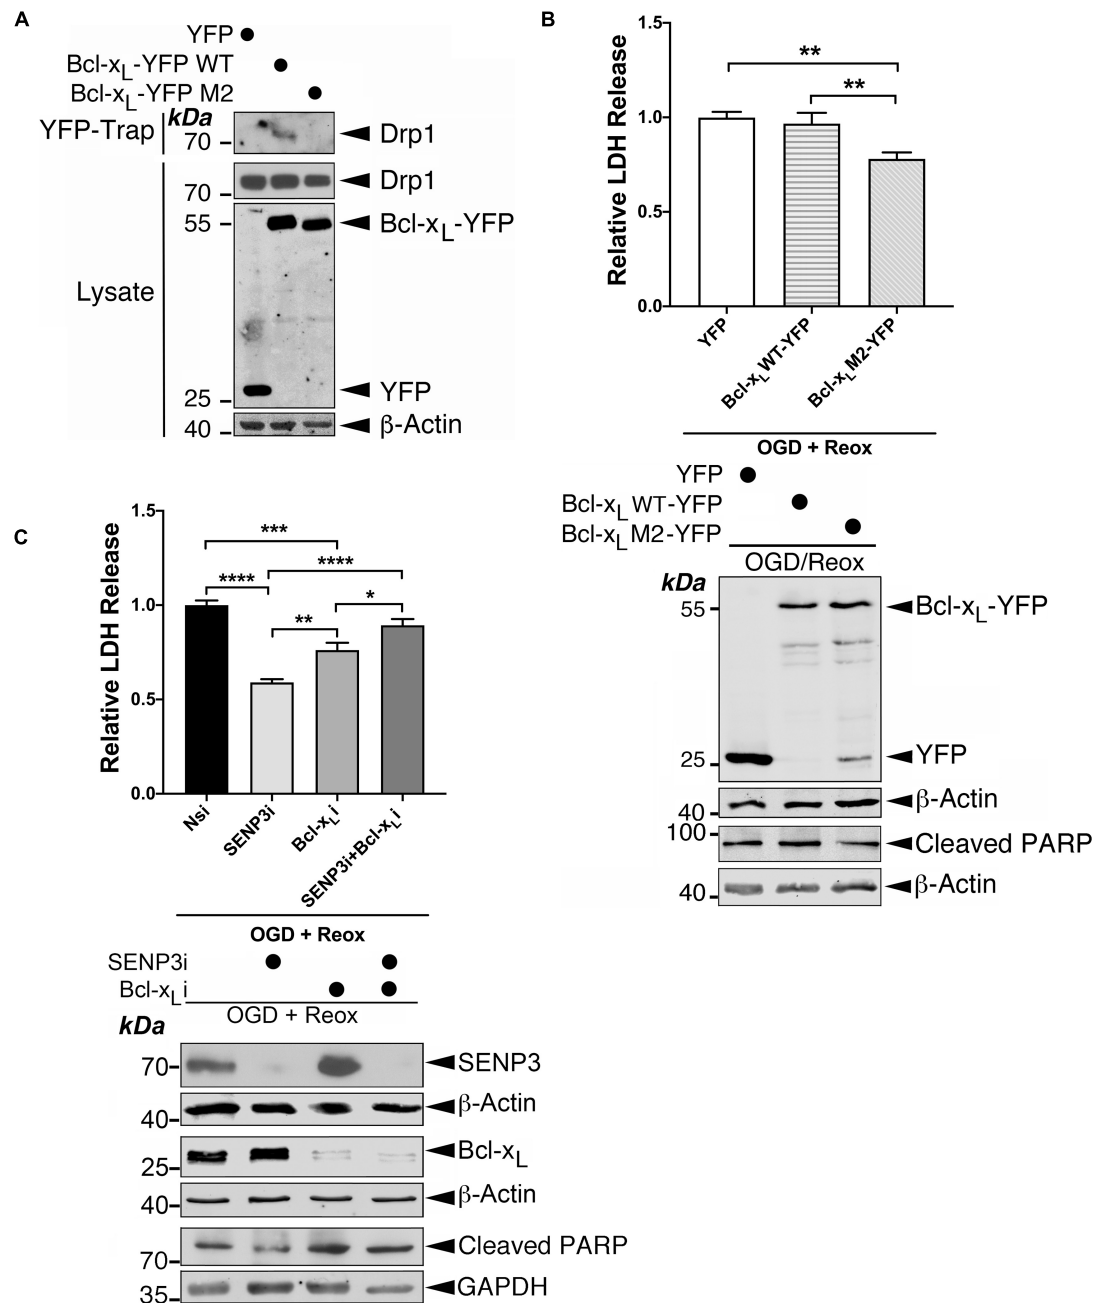 A
YFP ●
Bcl-xL-YFP WT ●
Bcl-xL-YFP M2 ●
kDa
YFP-Trap
70
Drp1
70
Drp1
55
Bcl-xL-YFP
Lysate
25
YFP
40
β-Actin
B
Relative LDH Release
1.5
1.0
0.5
0.0
**
**
YFP
Bcl-xLWT-YFP
Bcl-xLM2-YFP
OGD + Reox
YFP ●
Bcl-xL WT-YFP ●
Bcl-xL M2-YFP ●
OGD/Reox
kDa
55
Bcl-xL-YFP
25
YFP
40
β-Actin
100
Cleaved PARP
40
β-Actin
C
Relative LDH Release
1.5
1.0
0.5
0.0
***
****
****
*
**
Nsi
SENP3i
Bcl-xLi
SENP3i+Bcl-xLi
OGD + Reox
SENP3i ● ●
Bcl-xLi ● ●
OGD + Reox
kDa
70
SENP3
40
β-Actin
25
Bcl-xL
40
β-Actin
70
Cleaved PARP
35
GAPDH